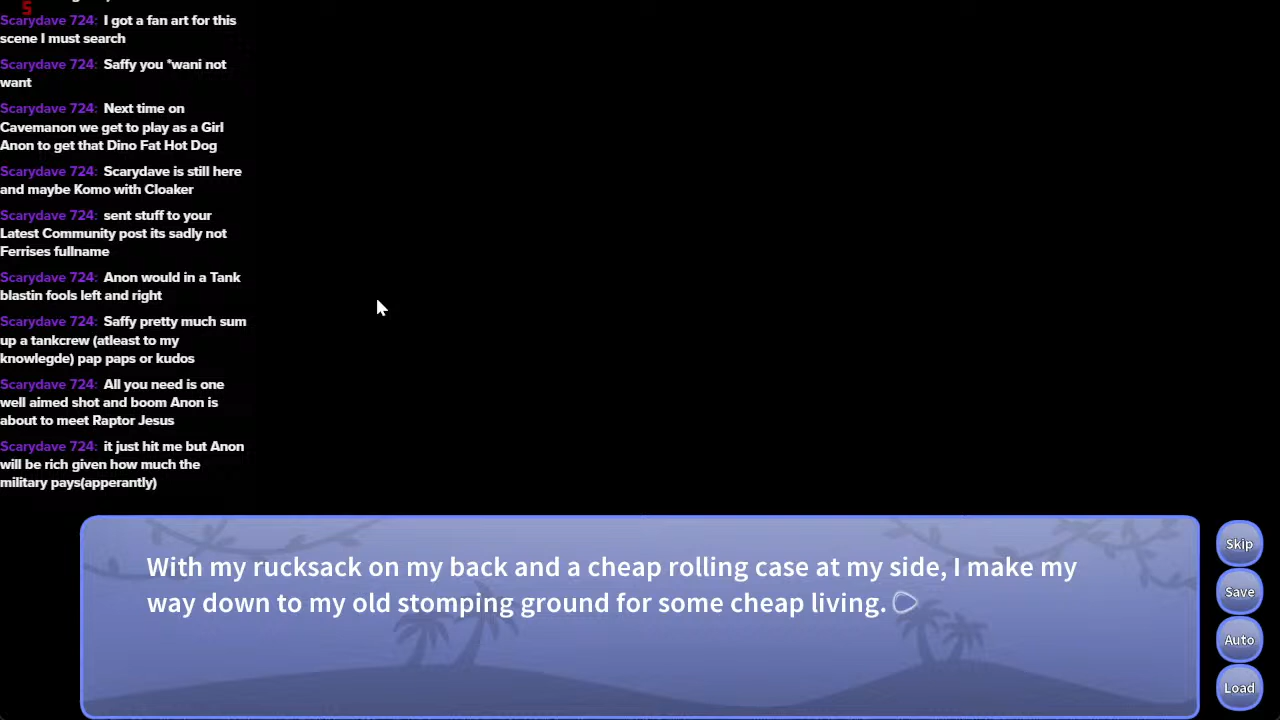 5
Scarydave 724: I got a fan art for this
scene I must search
Scarydave 724: Saffy you *wani not
want
Scarydave 724: Next time on
Cavemanon we get to play as a Girl
Anon to get that Dino Fat Hot Dog
Scarydave 724: Scarydave is still here
and maybe Komo with Cloaker
Scarydave 724: sent stuff to your
Latest Community post its sadly not
Ferrises fullname
Scarydave 724: Anon would in a Tank
blastin fools left and right
Scarydave 724: Saffy pretty much sum
up a tankcrew (atleast to my
knowlegde) pap paps or kudos
Scarydave 724: All you need is one
well aimed shot and boom Anon is
about to meet Raptor Jesus
Scarydave 724: it just hit me but Anon
will be rich given how much the
military pays(apperantly)
With my rucksack on my back and a cheap rolling case at my side, I make my
way down to my old stomping ground for some cheap living.
Skip
Save
Auto
Load